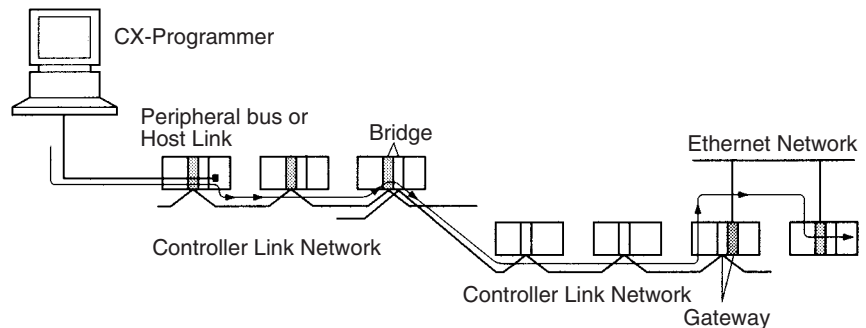 CX-Programmer
Peripheral bus or
Host Link
Bridge
Ethernet Network
Controller Link Network
Controller Link Network
Gateway